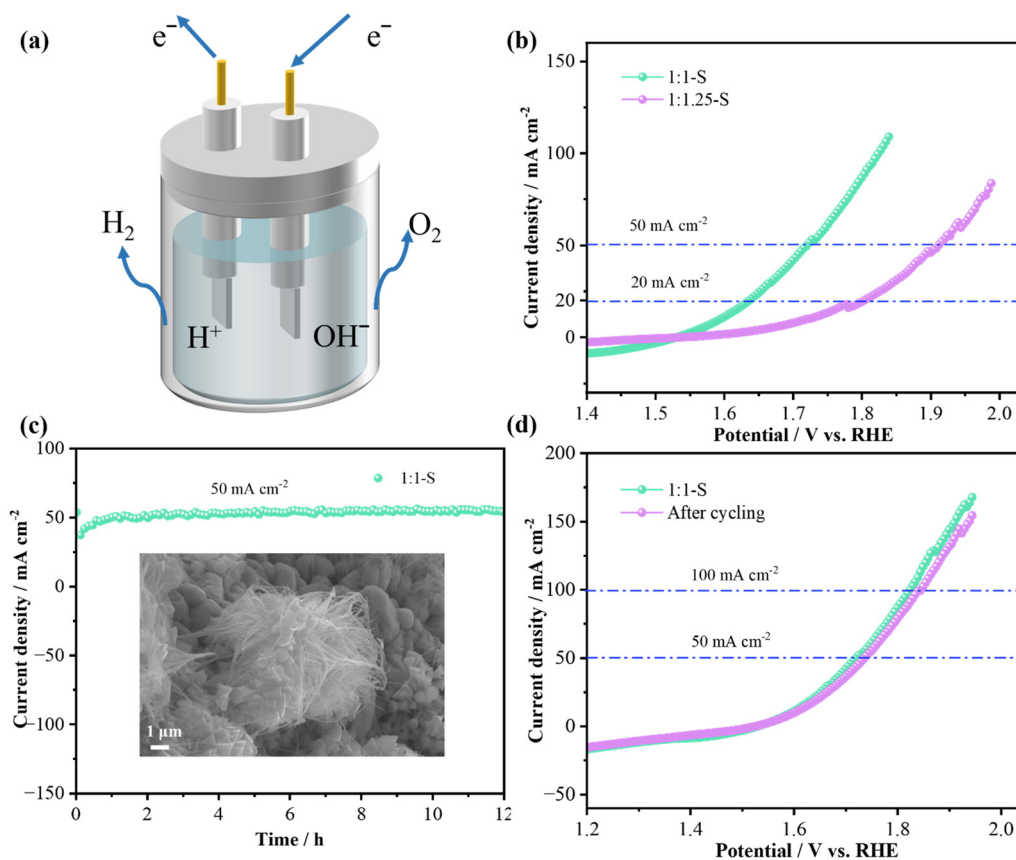 (a)
e⁻
e⁻
H₂
O₂
H⁺
OH⁻
(b)
1:1-S
1:1.25-S
50 mA cm⁻²
20 mA cm⁻²
150
100
50
20
0
Current density / mA cm⁻²
1.4 1.5 1.6 1.7 1.8 1.9 2.0
Potential / V vs. RHE
(c)
50 mA cm⁻²
1:1-S
100
50
0
−50
−100
−150
Current density / mA cm⁻²
1 μm
0 2 4 6 8 10 12
Time / h
(d)
1:1-S
After cycling
100 mA cm⁻²
50 mA cm⁻²
200
150
100
50
0
−50
Current density / mA cm⁻²
1.2 1.4 1.6 1.8 2.0
Potential / V vs. RHE